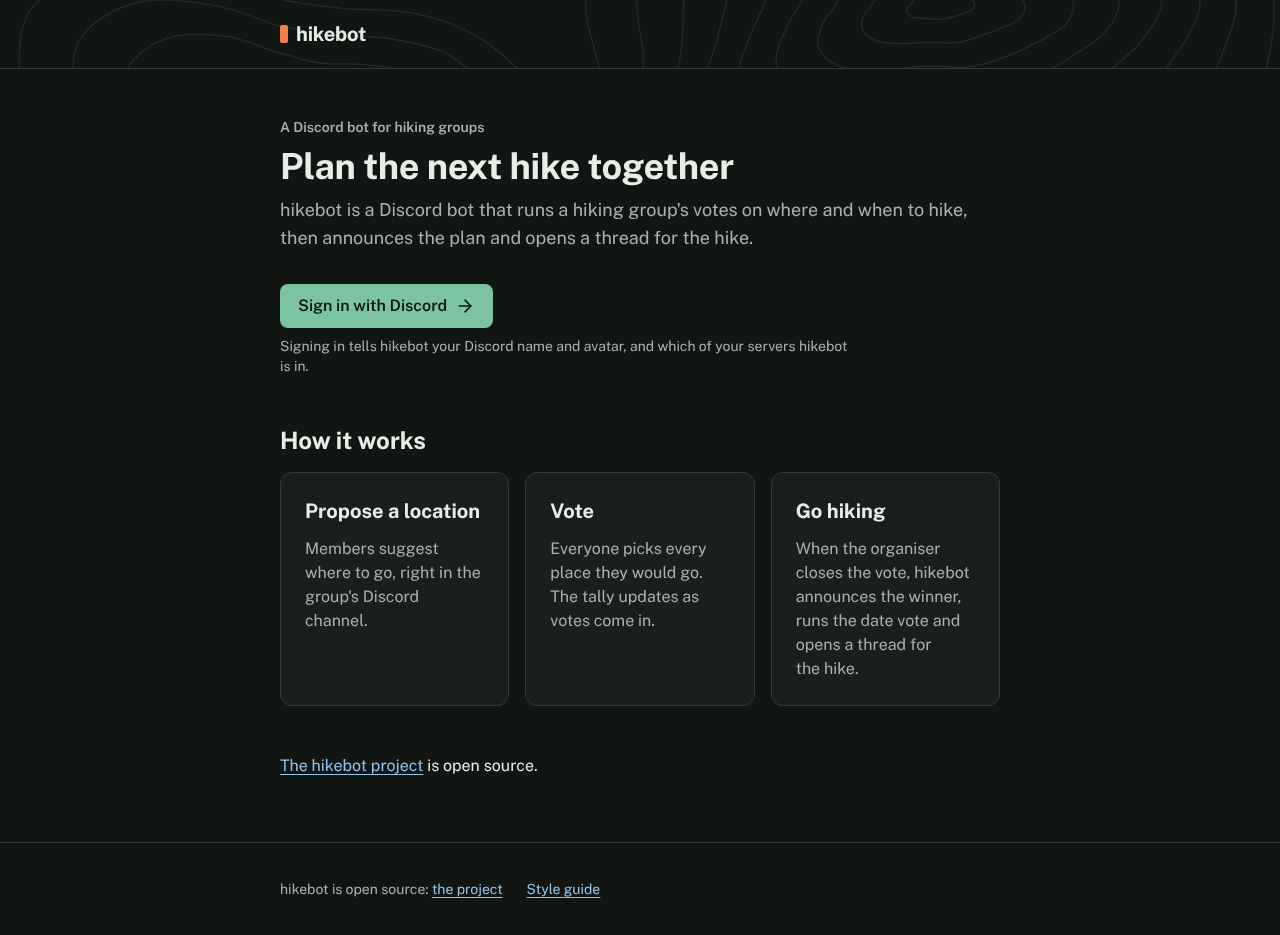 hikebot
A Discord bot for hiking groups
Plan the next hike together
hikebot is a Discord bot that runs a hiking group's votes on where and when to hike,
then announces the plan and opens a thread for the hike.
Sign in with Discord
Signing in tells hikebot your Discord name and avatar, and which of your servers hikebot
is in.
How it works
Propose a location
Members suggest
where to go, right in the
group's Discord
channel.
Vote
Everyone picks every
place they would go.
The tally updates as
votes come in.
Go hiking
When the organiser
closes the vote, hikebot
announces the winner,
runs the date vote and
opens a thread for
the hike.
The hikebot project is open source.
hikebot is open source: the project Style guide